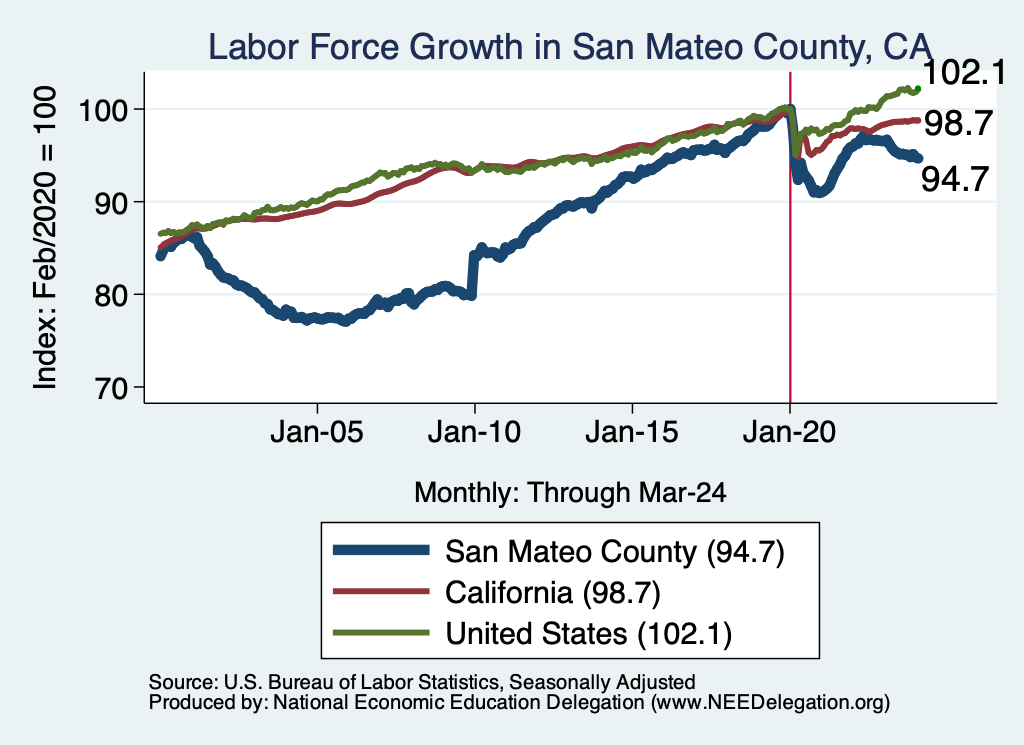 Labor Force Growth in San Mateo County, CA
102.1
98.7
94.7
Index: Feb/2020 = 100
100
90
80
70
Jan-05 Jan-10 Jan-15 Jan-20
Monthly: Through Mar-24
San Mateo County (94.7)
California (98.7)
United States (102.1)
Source: U.S. Bureau of Labor Statistics, Seasonally Adjusted
Produced by: National Economic Education Delegation (www.NEEDelegation.org)